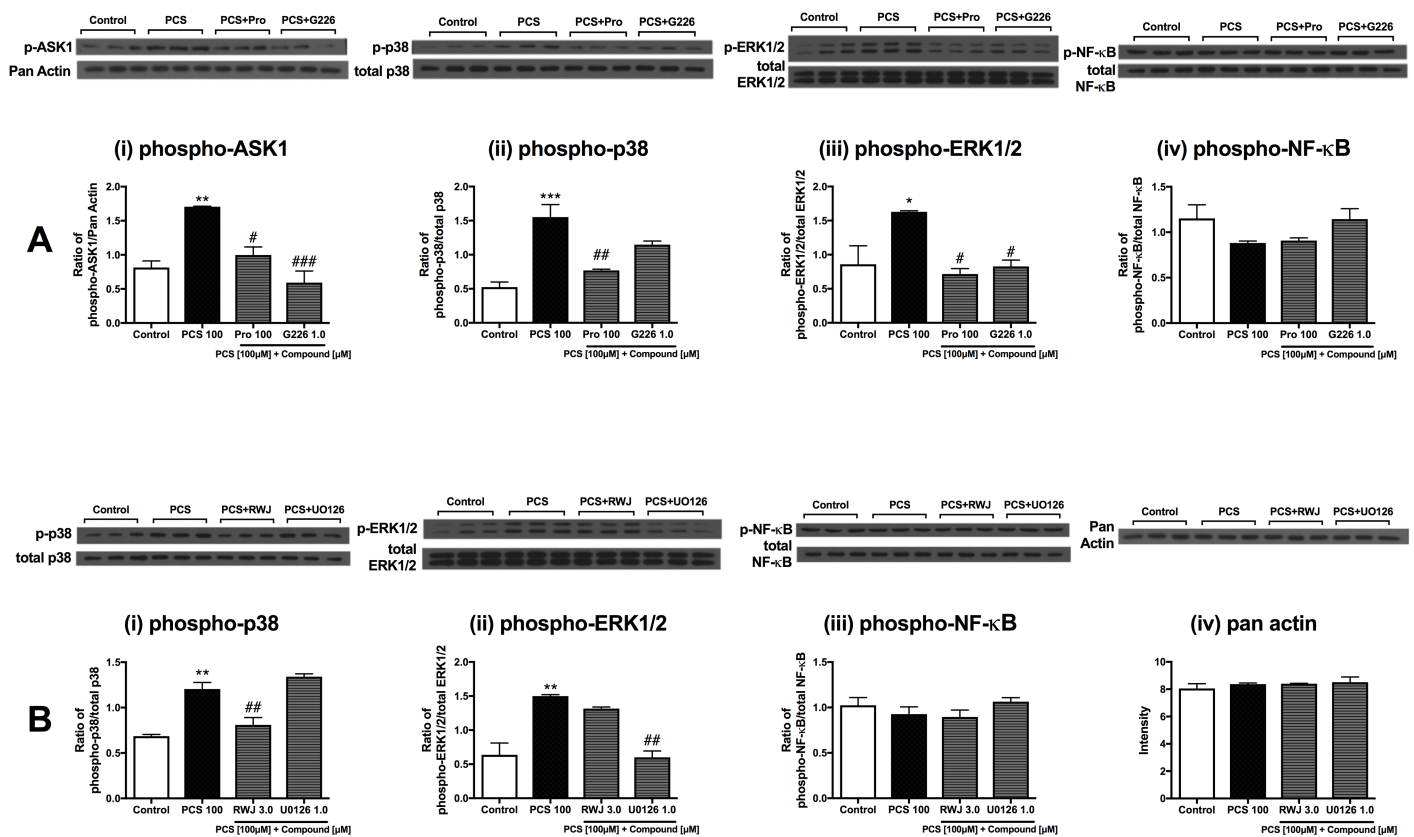 Control PCS PCS+Pro PCS+G226
p-ASK1
Pan Actin
Control PCS PCS+Pro PCS+G226
p-p38
total p38
Control PCS PCS+Pro PCS+G226
p-ERK1/2
total
ERK1/2
Control PCS PCS+Pro PCS+G226
p-NF-κB
total
NF-κB
A
(i) phospho-ASK1
Ratio of
phospho-ASK1/Pan Actin
2.0
1.5
1.0
0.5
0.0
**
#
###
Control PCS 100 Pro 100 G226 1.0
PCS [100μM] + Compound [μM]
(ii) phospho-p38
Ratio of
phospho-p38/total p38
2.0
1.5
1.0
0.5
0.0
***
##
Control PCS 100 Pro 100 G226 1.0
PCS [100μM] + Compound [μM]
(iii) phospho-ERK1/2
Ratio of
phospho-ERK1/2/total ERK1/2
2.0
1.5
1.0
0.5
0.0
*
#
#
Control PCS 100 Pro 100 G226 1.0
PCS [100μM] + Compound [μM]
(iv) phospho-NF-κB
Ratio of
phospho-NF-κB/total NF-κB
1.5
1.0
0.5
0.0
Control PCS 100 Pro 100 G226 1.0
PCS [100μM] + Compound [μM]
Control PCS PCS+RWJ PCS+UO126
p-p38
total p38
Control PCS PCS+RWJ PCS+UO126
p-ERK1/2
total
ERK1/2
Control PCS PCS+RWJ PCS+UO126
p-NF-κB
total
NF-κB
Control PCS PCS+RWJ PCS+UO126
Pan
Actin
B
(i) phospho-p38
Ratio of
phospho-p38/total p38
1.5
1.0
0.5
0.0
**
##
Control PCS 100 RWJ 3.0 U0126 1.0
PCS [100μM] + Compound [μM]
(ii) phospho-ERK1/2
Ratio of
phospho-ERK1/2/total ERK1/2
2.0
1.5
1.0
0.5
0.0
**
##
Control PCS 100 RWJ 3.0 U0126 1.0
PCS [100μM] + Compound [μM]
(iii) phospho-NF-κB
Ratio of
phospho-NF-κB/total NF-κB
1.5
1.0
0.5
0.0
Control PCS 100 RWJ 3.0 U0126 1.0
PCS [100μM] + Compound [μM]
(iv) pan actin
Intensity
10
8
6
4
2
0
Control PCS 100 RWJ 3.0 U0126 1.0
PCS [100μM] + Compound [μM]